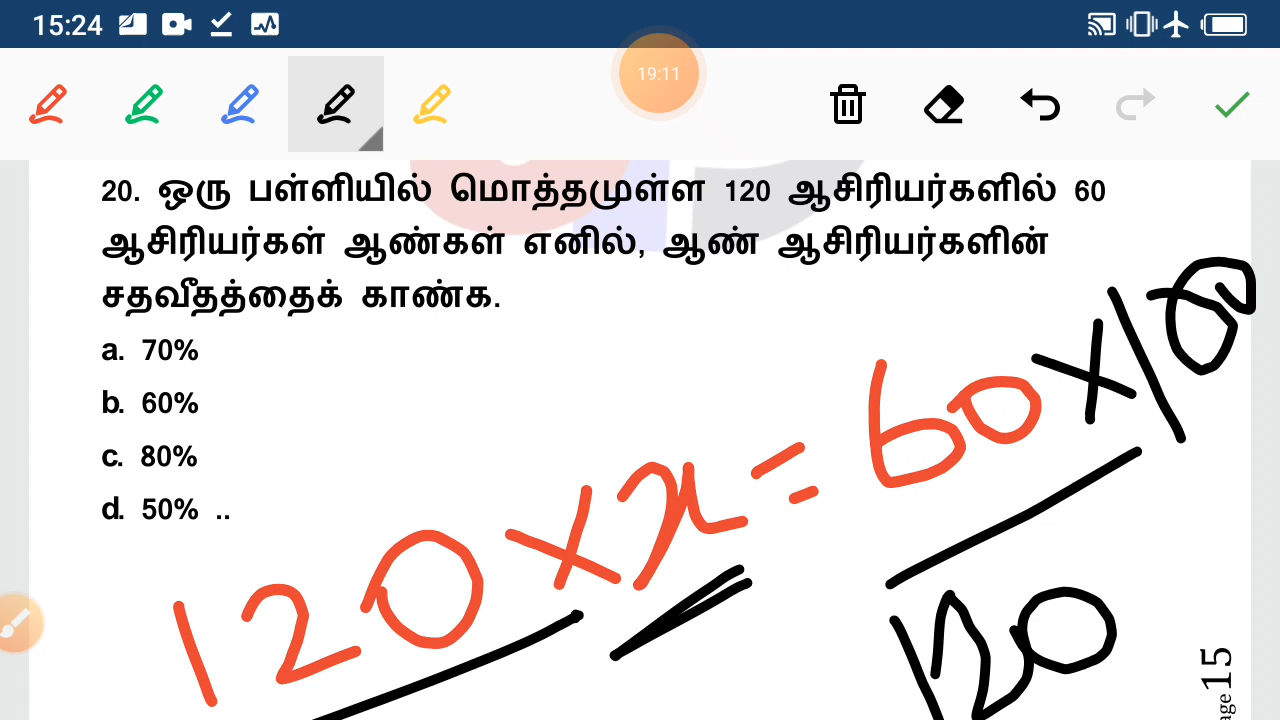 15:24
19:11
20. ஒரு பள்ளியில் மொத்தமுள்ள 120 ஆசிரியர்களில் 60
ஆசிரியர்கள் ஆண்கள் எனில், ஆண் ஆசிரியர்களின்
சதவீதத்தைக் காண்க.
a. 70%
b. 60%
c. 80%
d. 50% ..
120 × x = 60 × 100
120
age 15